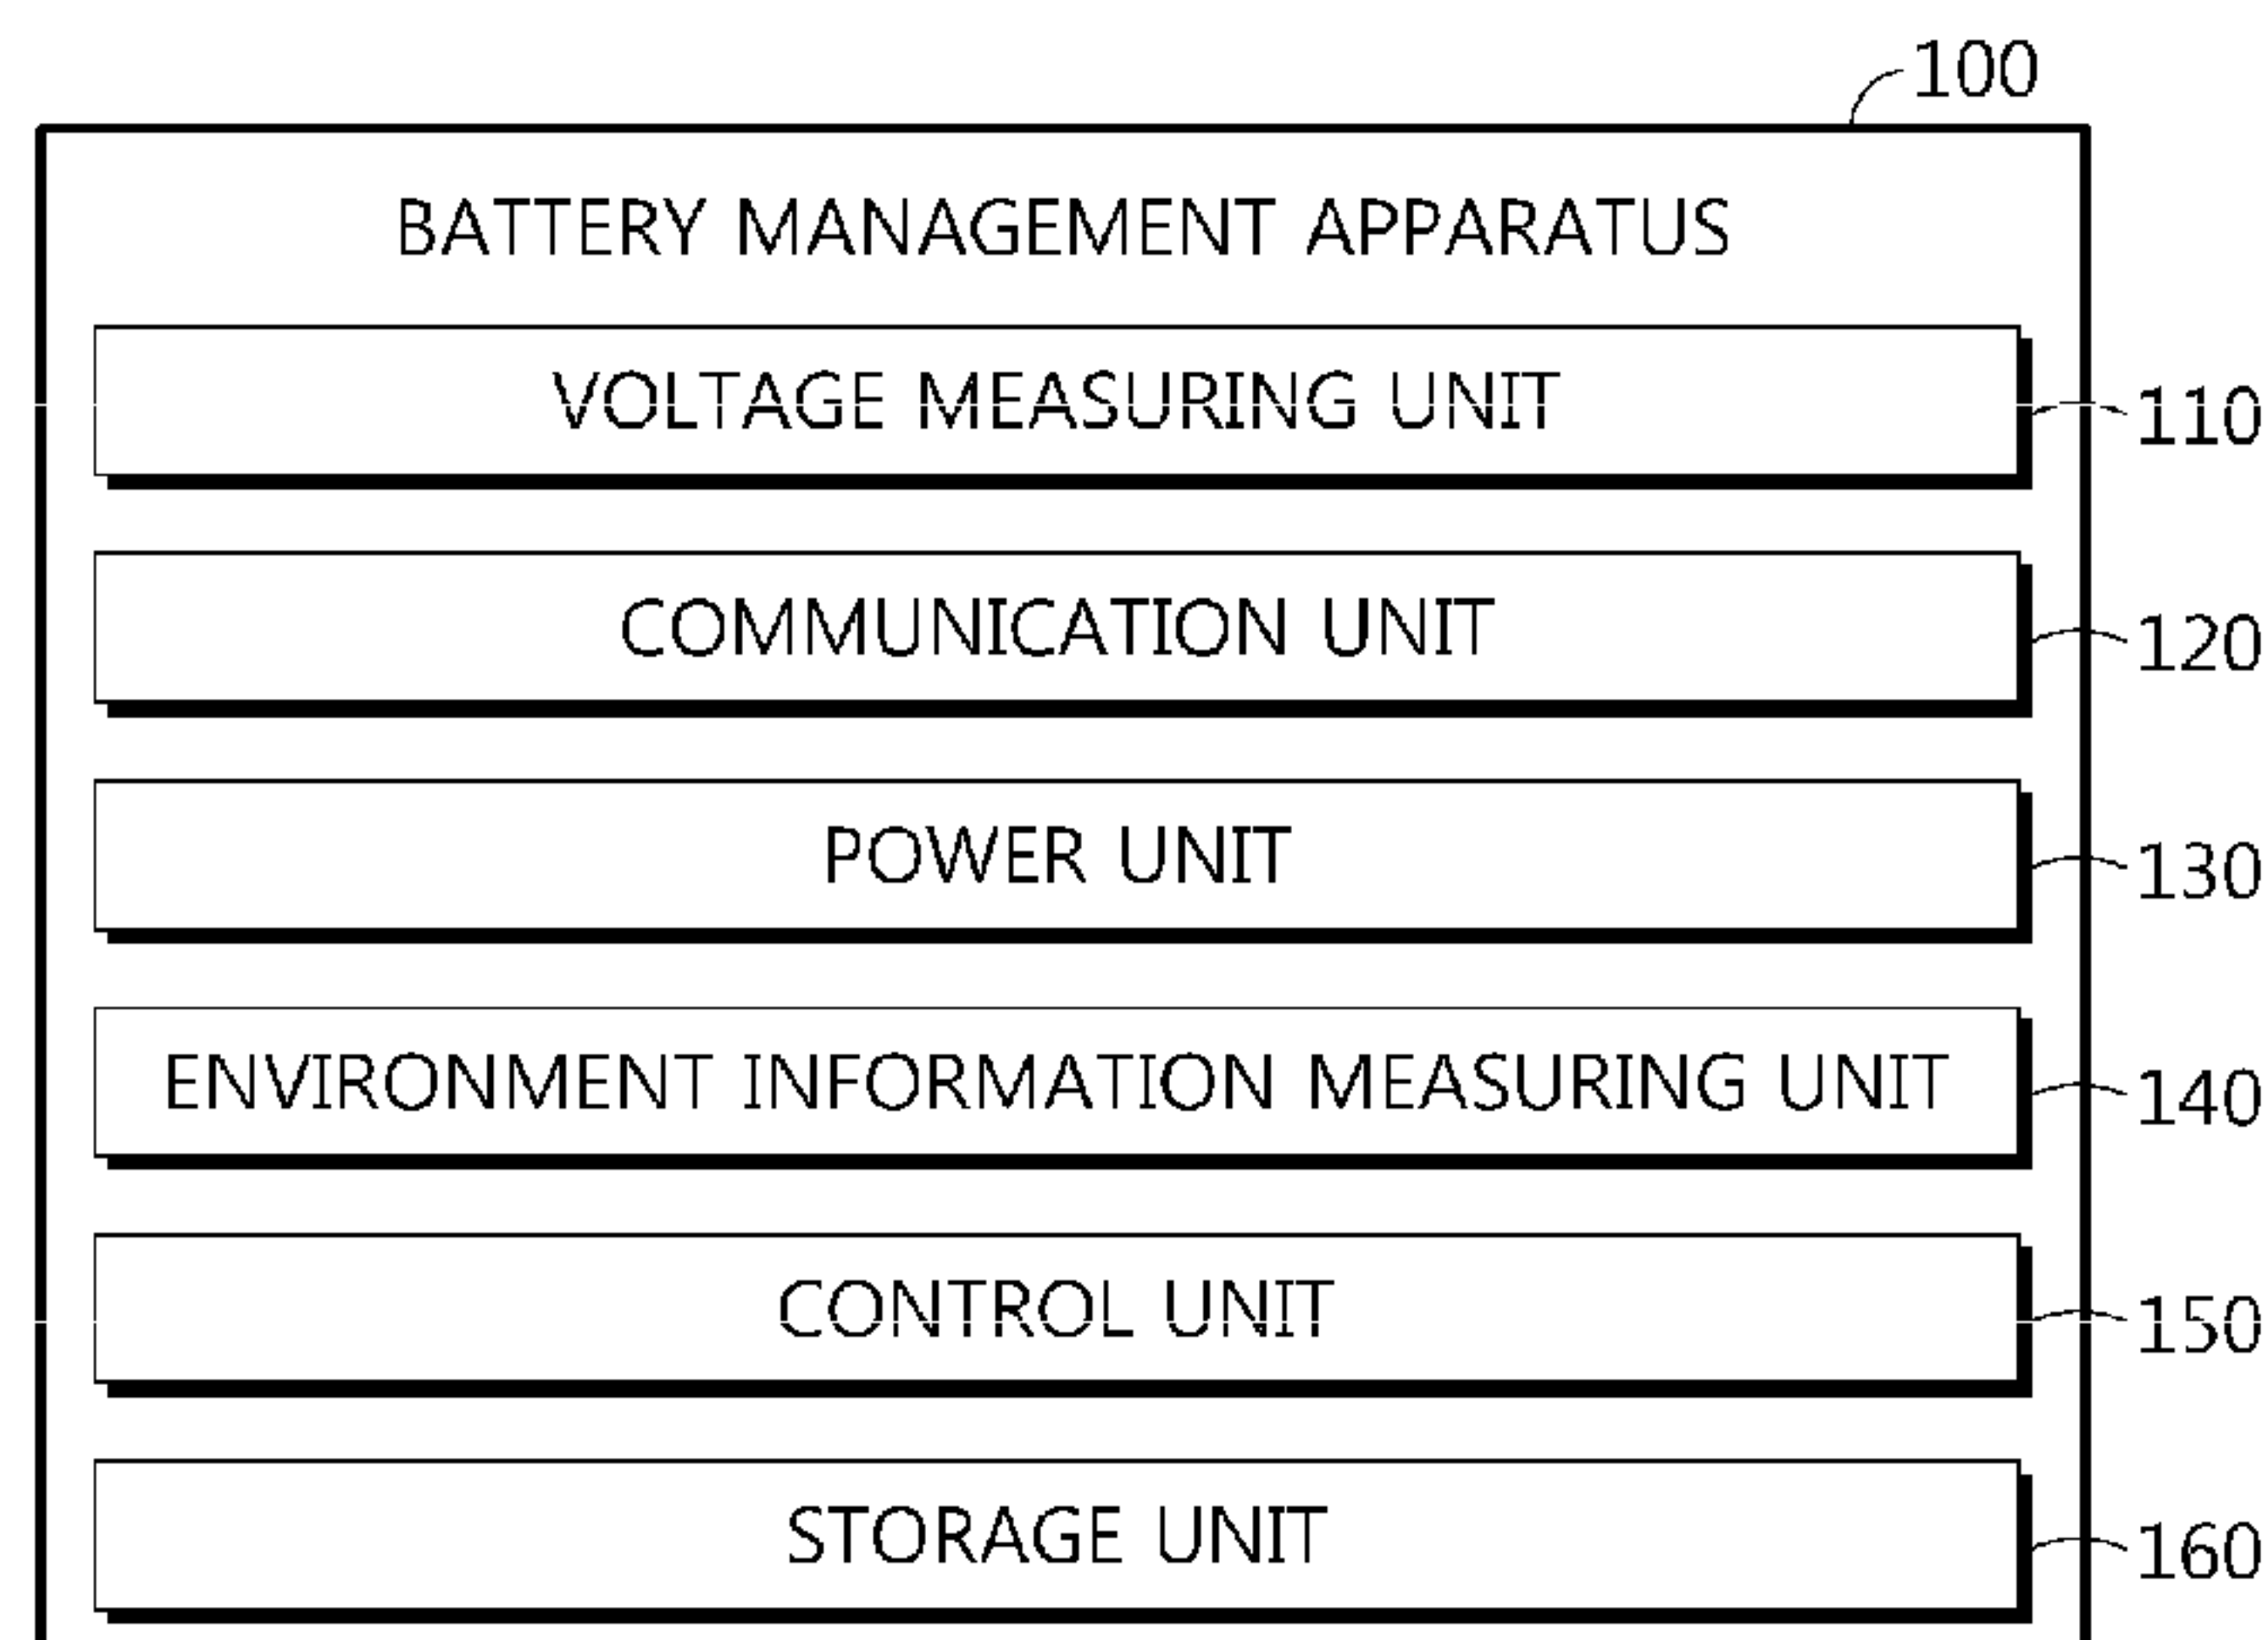 100
BATTERY MANAGEMENT APPARATUS
VOLTAGE MEASURING UNIT
110
COMMUNICATION UNIT
120
POWER UNIT
130
ENVIRONMENT INFORMATION MEASURING UNIT
140
CONTROL UNIT
150
STORAGE UNIT
160